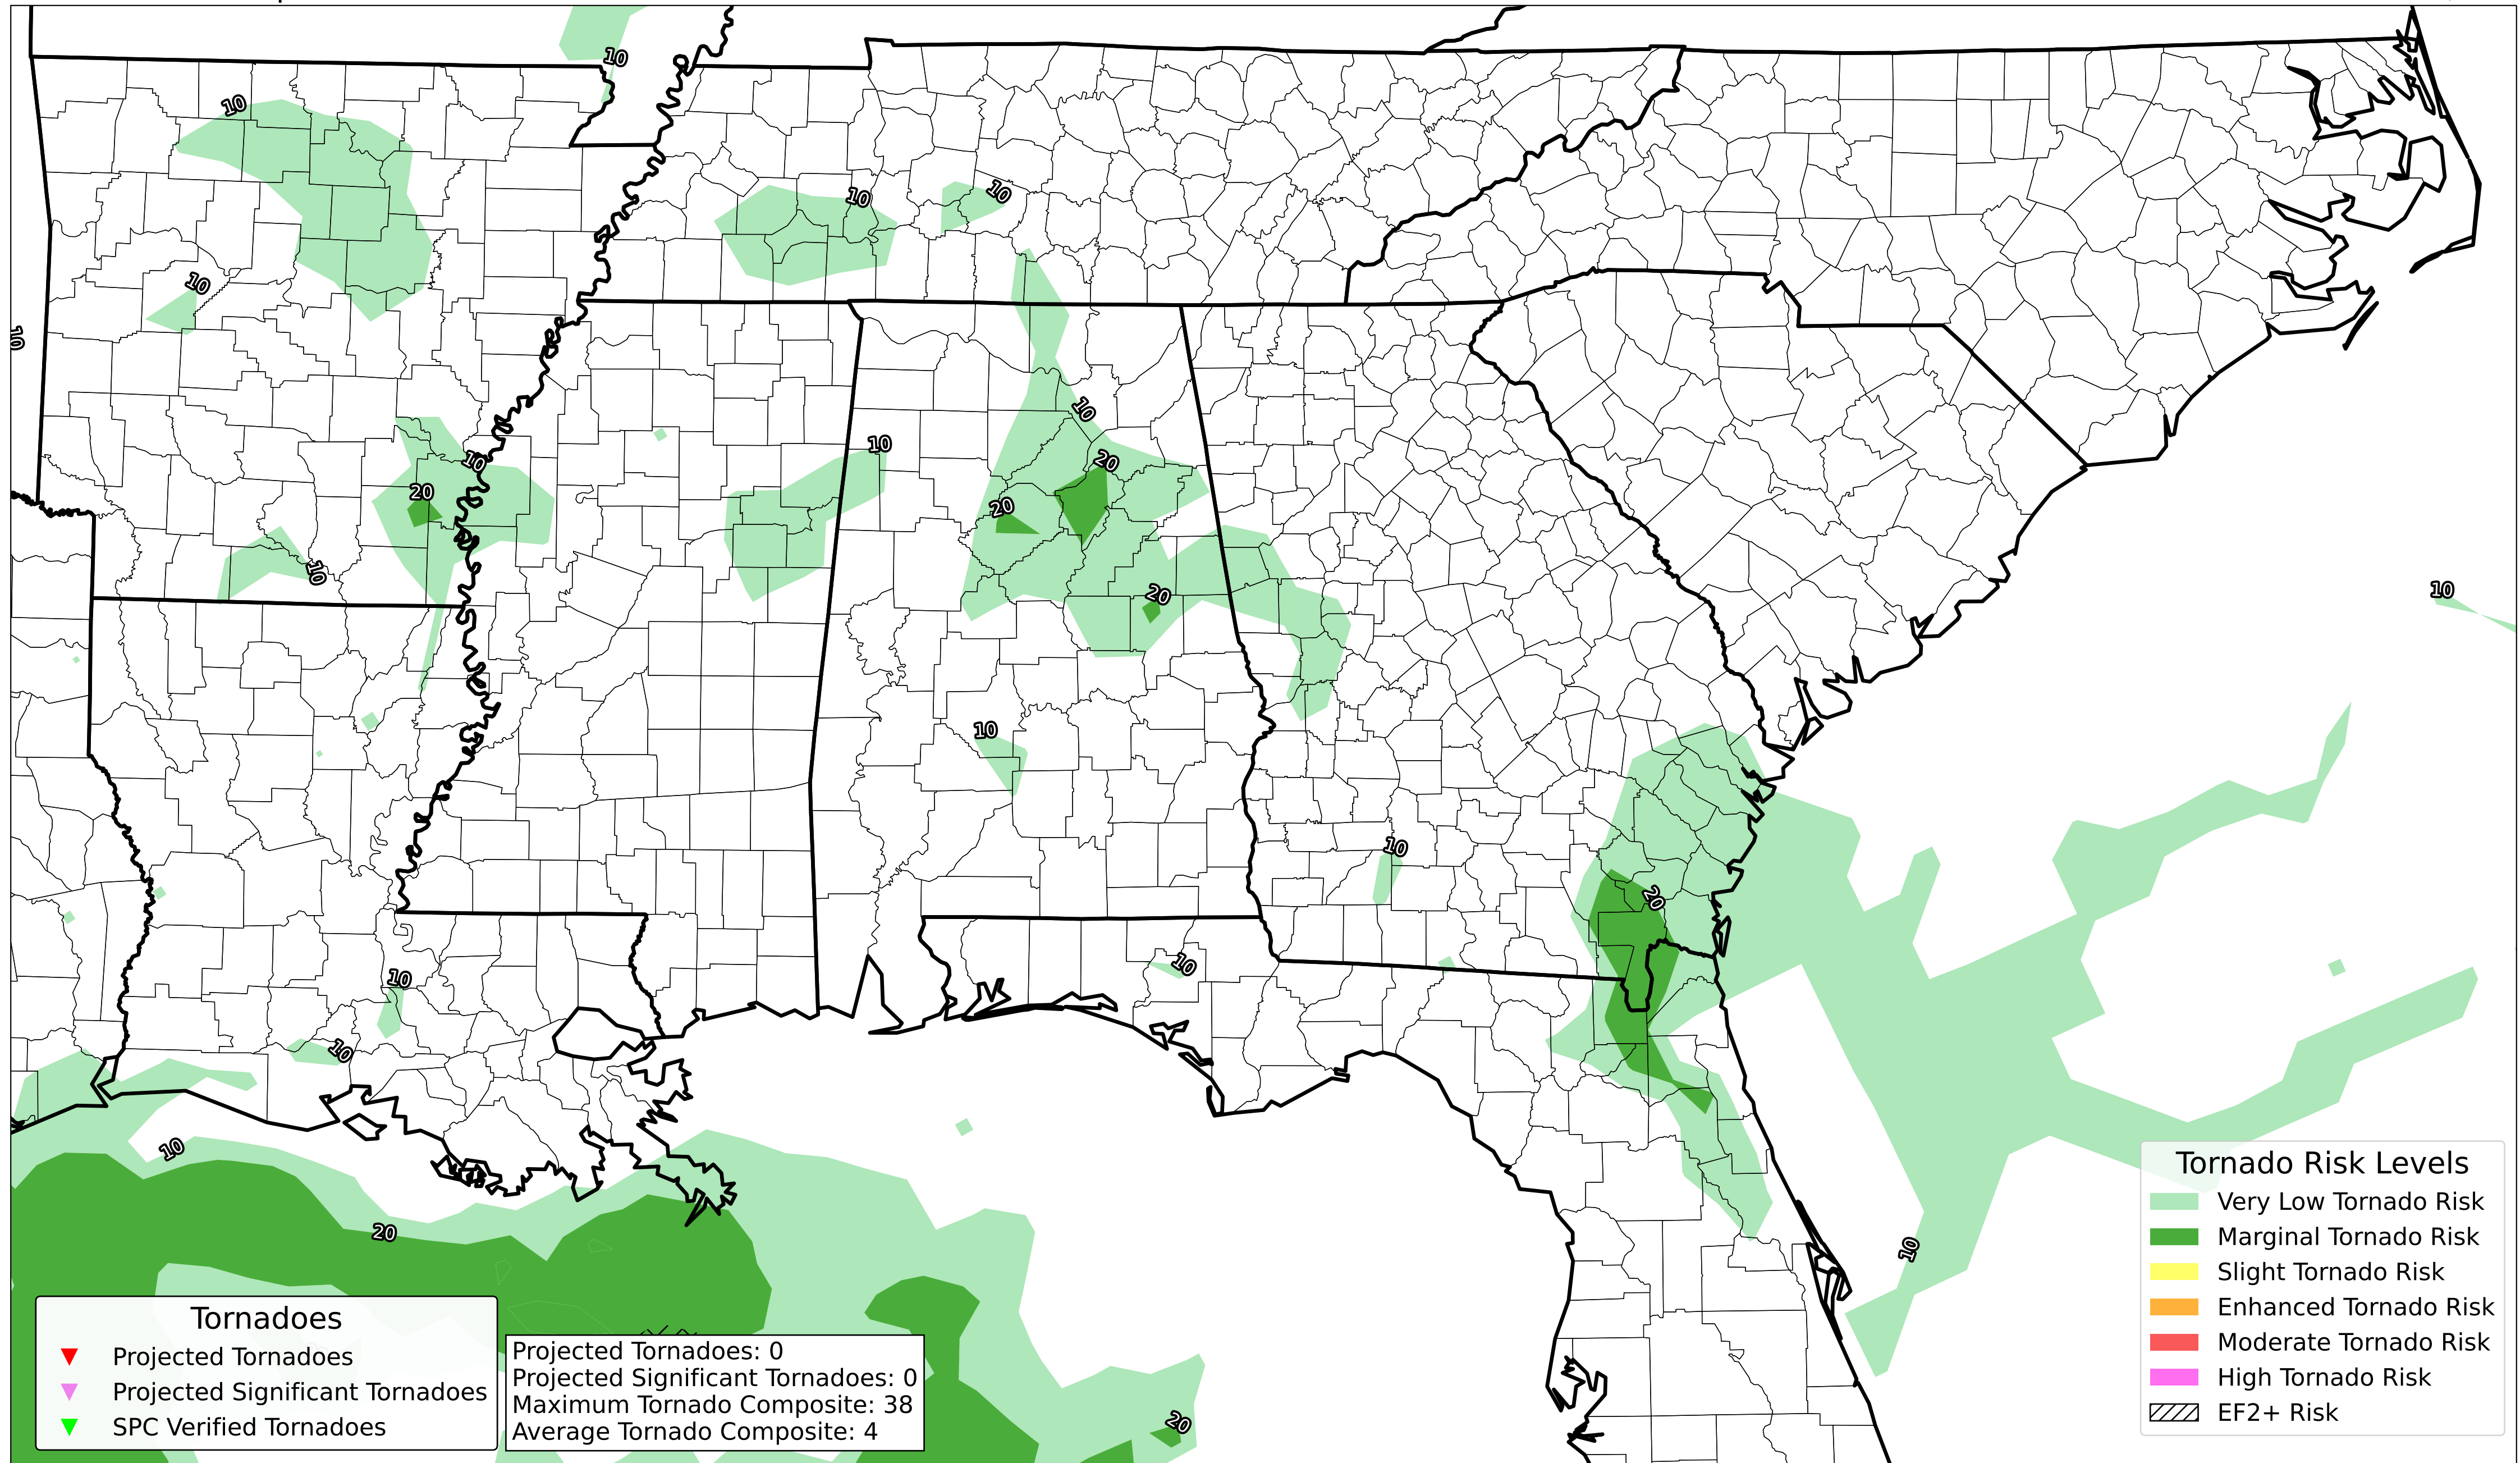 10
10
10
10
10
10
10
10
20
10
20
20
10
10
20
10
10
10
20
10
10
10
10
20
10
20
Tornadoes
Projected Tornadoes
Projected Significant Tornadoes
SPC Verified Tornadoes
Projected Tornadoes: 0
Projected Significant Tornadoes: 0
Maximum Tornado Composite: 38
Average Tornado Composite: 4
Tornado Risk Levels
Very Low Tornado Risk
Marginal Tornado Risk
Slight Tornado Risk
Enhanced Tornado Risk
Moderate Tornado Risk
High Tornado Risk
EF2+ Risk